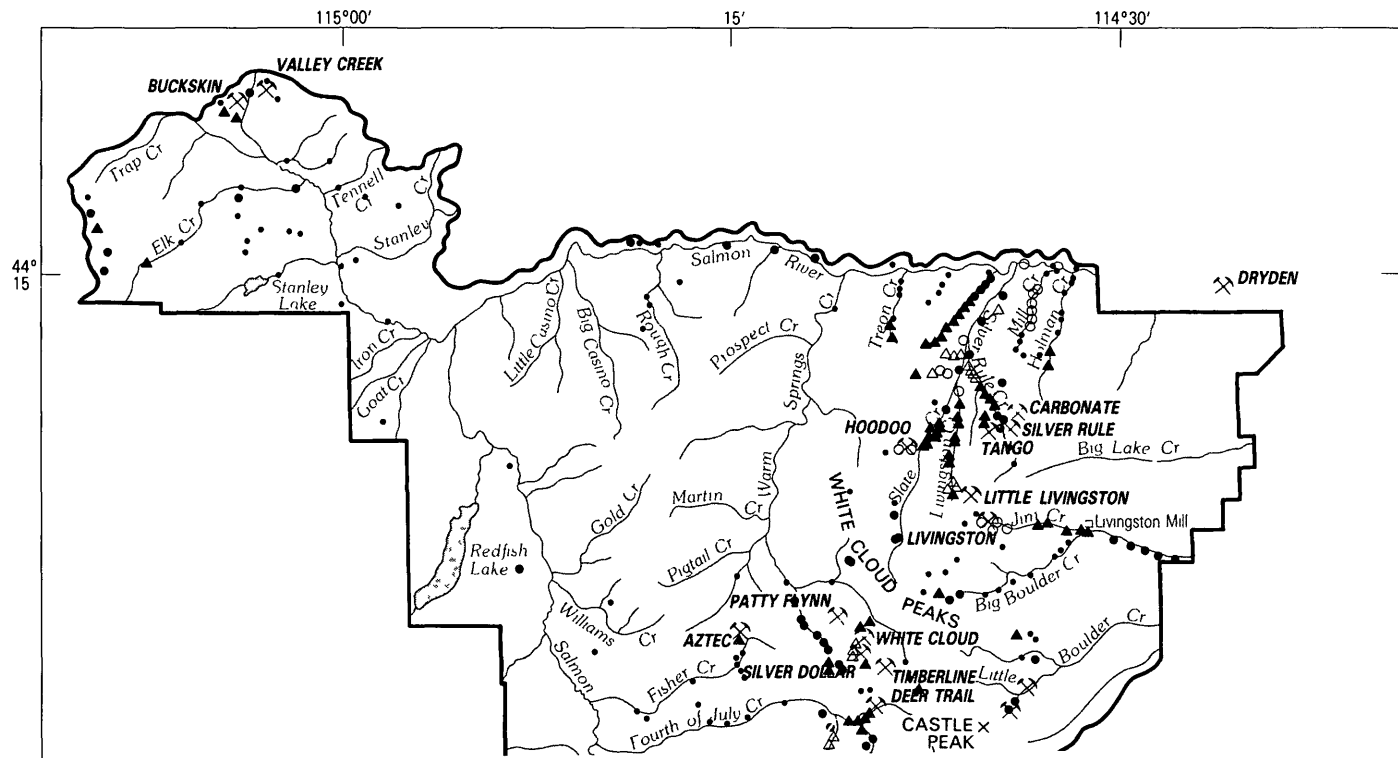 115°00'
15'
114°30'
44°
15
VALLEY CREEK
BUCKSKIN
Trap Cr
Elk Cr
Tennell
Cr
Stanley
Cr
Stanley
Lake
Iron Cr
Goat Cr
Salmon
River
Little Casino Cr
Big Casino Cr
Rough Cr
Prospect Cr
Warm
Springs
Cr
Treon Cr
Silver
Rule
Cr
Mill
Cr
Holman
Cr
DRYDEN
HOODOO
CARBONATE
SILVER RULE
TANGO
Big Lake Cr
Slate
Cr
Livingston
LITTLE LIVINGSTON
Jim Cr
Livingston Mill
LIVINGSTON
Martin
Cr
Gold Cr
Redfish
Lake
Pigtail Cr
WHITE
CLOUD
PEAKS
Big Boulder Cr
PATTY FLYNN
Williams
Cr
AZTEC
WHITE CLOUD
Little
Boulder
Cr
Salmon
Fisher Cr
SILVER DOLLAR
TIMBERLINE
DEER TRAIL
Fourth of July Cr
CASTLE
PEAK